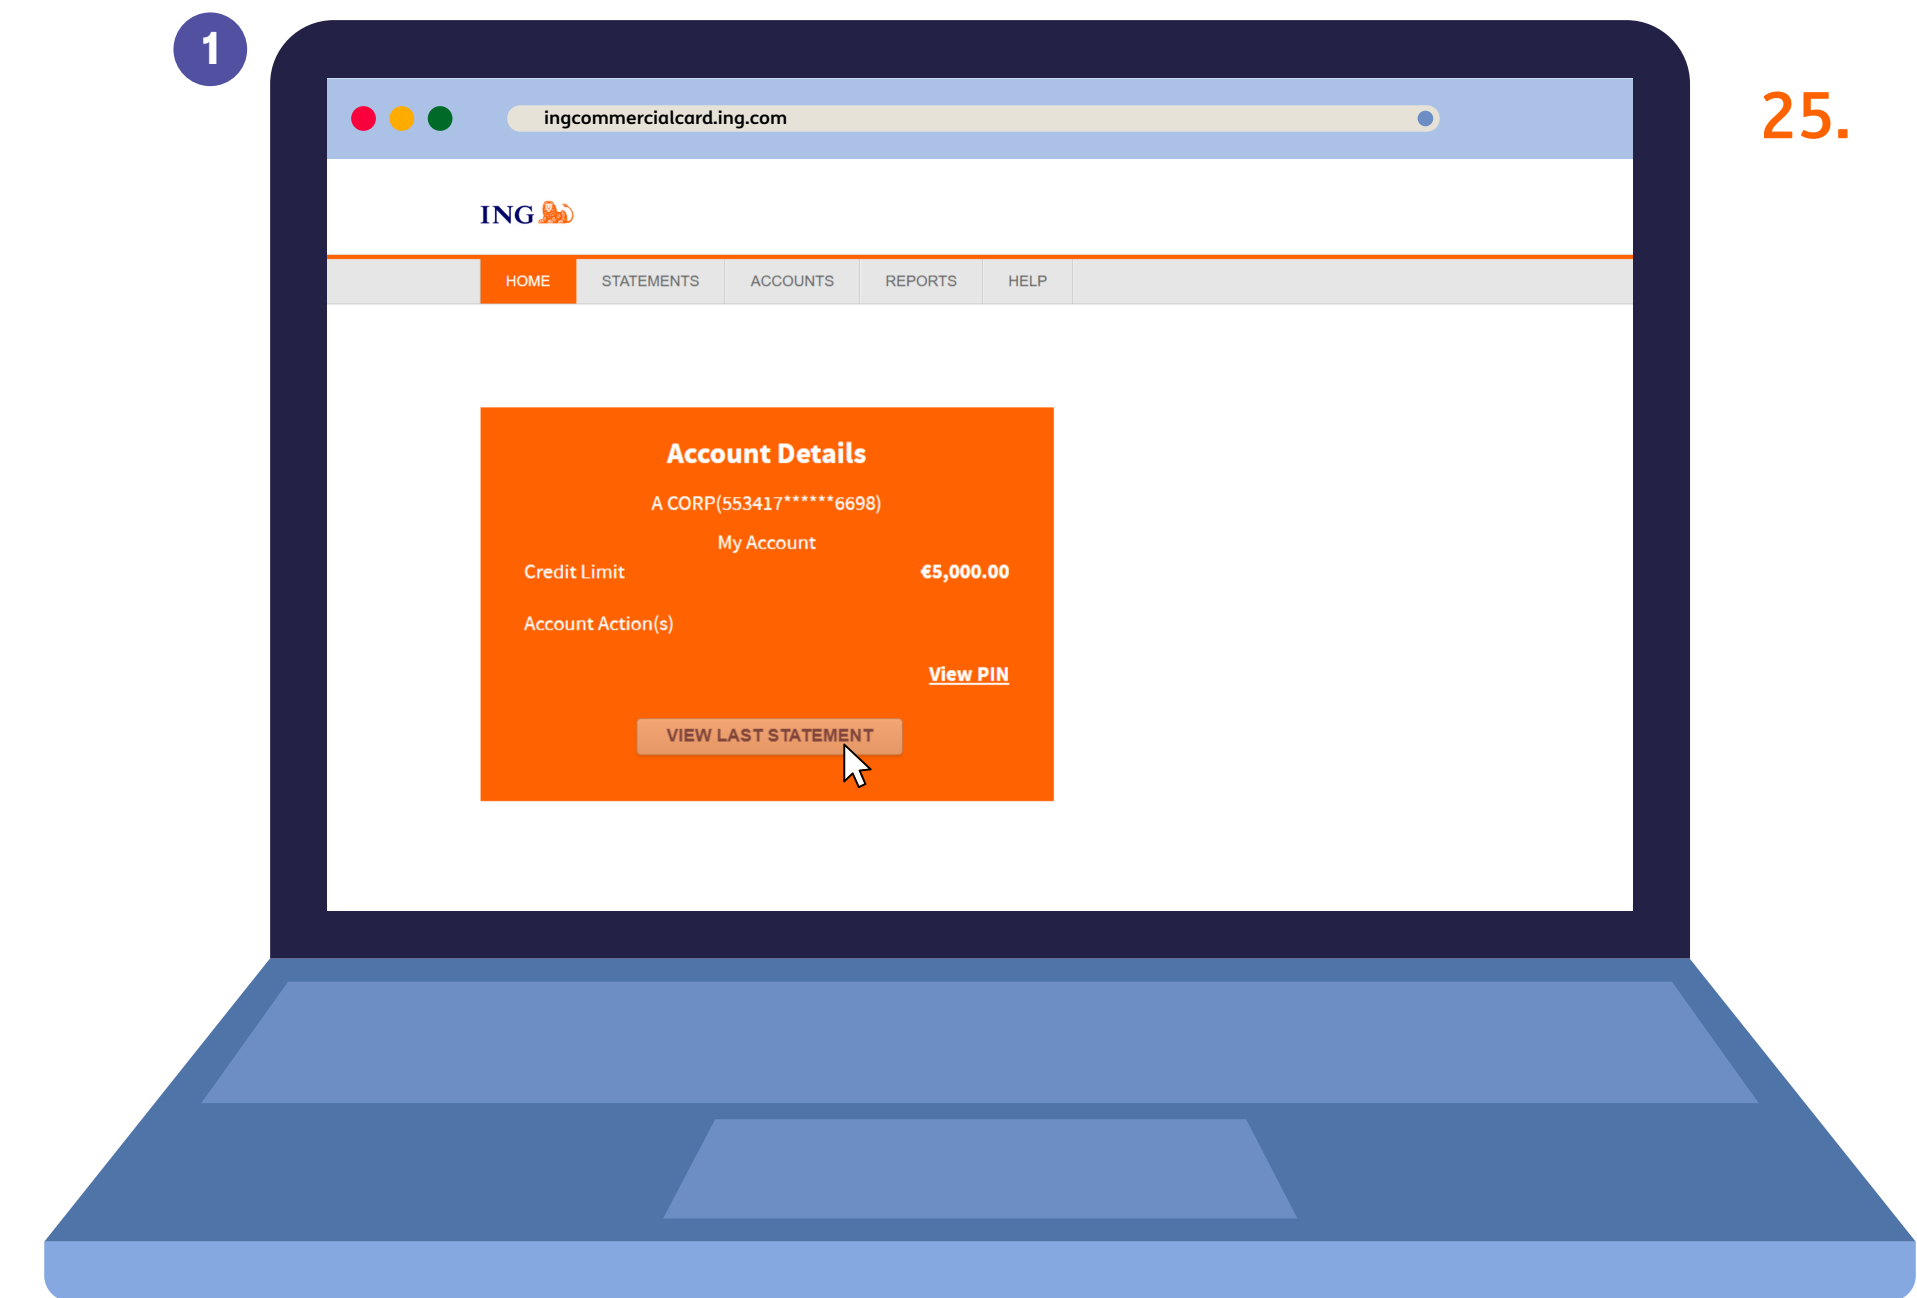 1
25.
ingcommercialcard.ing.com
ING
HOME STATEMENTS ACCOUNTS REPORTS HELP
Account Details
A CORP(553417******6698)
My Account
Credit Limit €5,000.00
Account Action(s)
View PIN
VIEW LAST STATEMENT